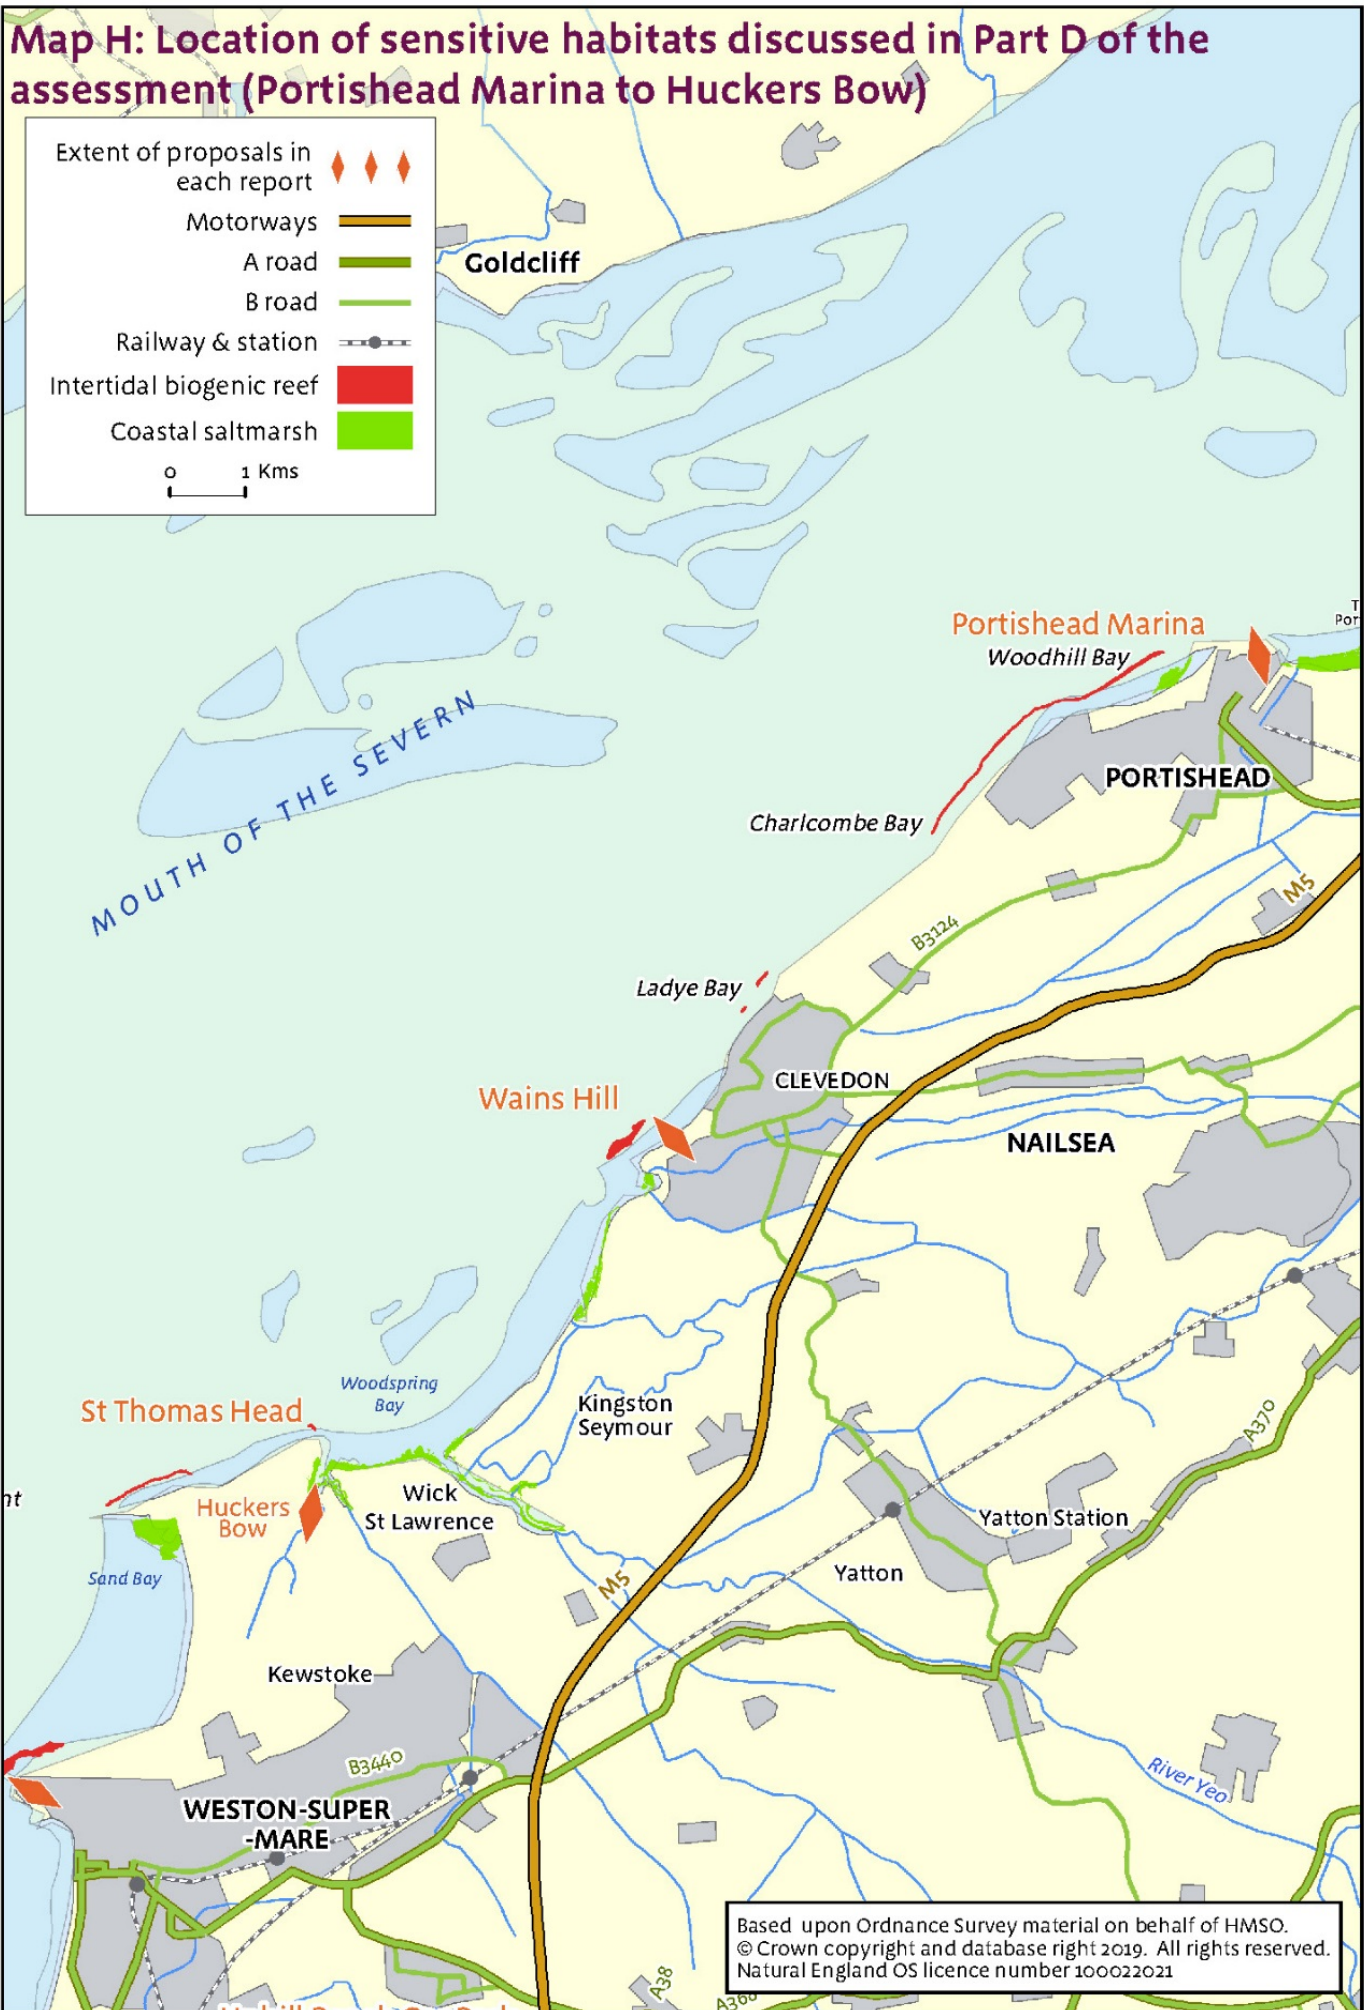 Map H: Location of sensitive habitats discussed in Part D of the
assessment (Portishead Marina to Huckers Bow)
Extent of proposals in
each report
Motorways
A road
B road
Railway & station
Intertidal biogenic reef
Coastal saltmarsh
0 1 Kms
Goldcliff
Portishead Marina
Woodhill Bay
PORTISHEAD
MOUTH OF THE SEVERN
Charlcombe Bay
M5
B3124
Ladye Bay
CLEVEDON
Wains Hill
NAILSEA
Woodspring
Bay
St Thomas Head
Kingston
Seymour
A370
Huckers
Bow
Wick
St Lawrence
Yatton Station
Sand Bay
M5
Yatton
Kewstoke
B3440
River Yeo
WESTON-SUPER
-MARE
A38
Based upon Ordnance Survey material on behalf of HMSO.
© Crown copyright and database right 2019. All rights reserved.
Natural England OS licence number 100022021